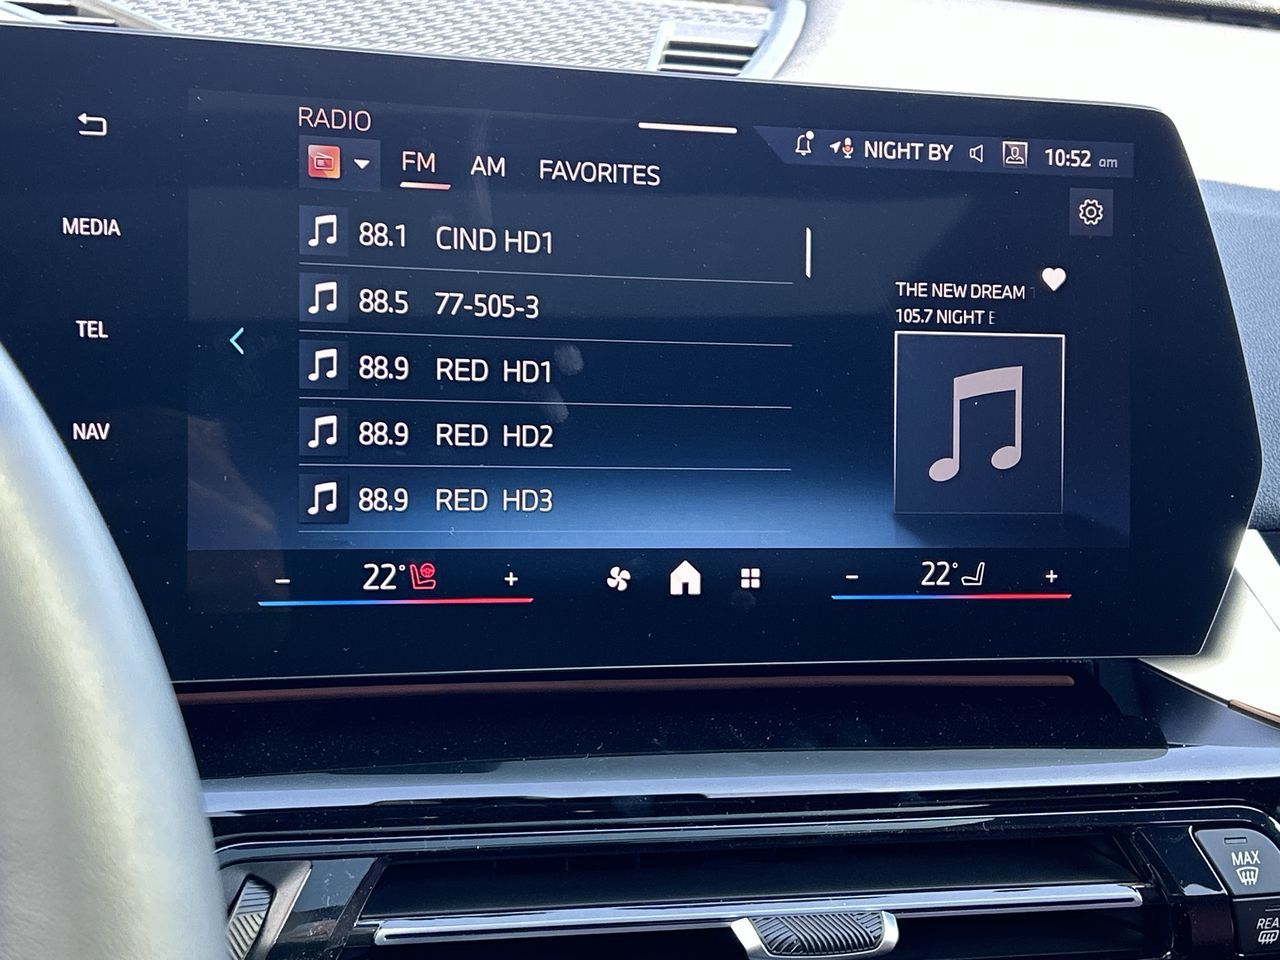 RADIO
FM AM FAVORITES
NIGHT BY 10:52 am
MEDIA
TEL
NAV
88.1 CIND HD1
88.5 77-505-3
88.9 RED HD1
88.9 RED HD2
88.9 RED HD3
THE NEW DREAM
105.7 NIGHT E
− 22° +
− 22° +
MAX
REA